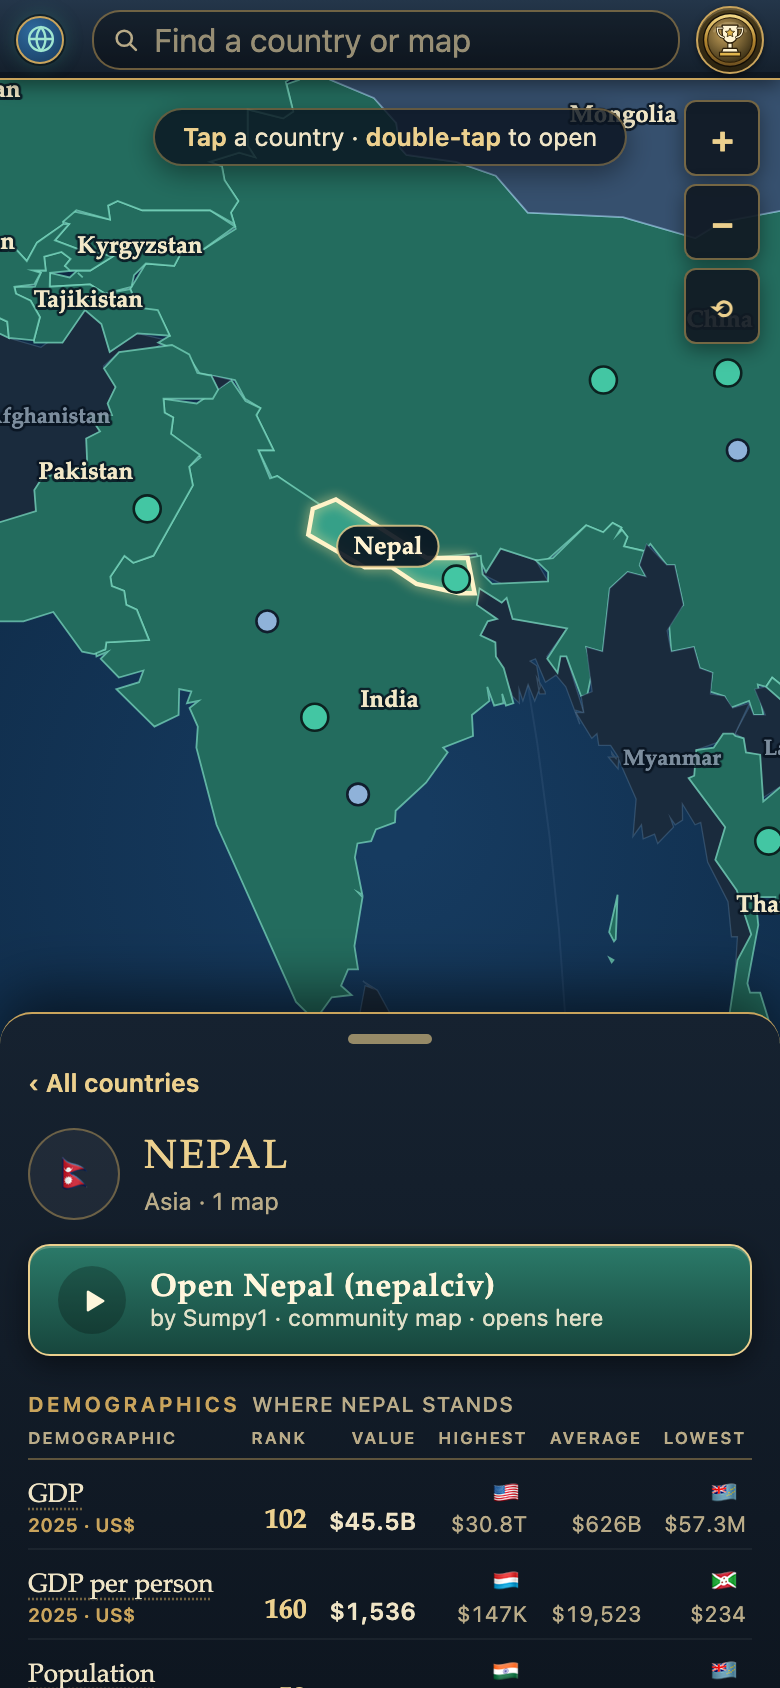 Find a country or map
an
Mongolia
Tap a country · double-tap to open
+
n
Kyrgyzstan
−
Tajikistan
China
fghanistan
Pakistan
Nepal
India
Myanmar
La
Tha
‹ All countries
NEPAL
Asia · 1 map
Open Nepal (nepalciv)
by Sumpy1 · community map · opens here
DEMOGRAPHICS WHERE NEPAL STANDS
DEMOGRAPHIC RANK VALUE HIGHEST AVERAGE LOWEST
GDP
2025 · US$ 102 $45.5B $30.8T $626B $57.3M
GDP per person
2025 · US$ 160 $1,536 $147K $19,523 $234
Population